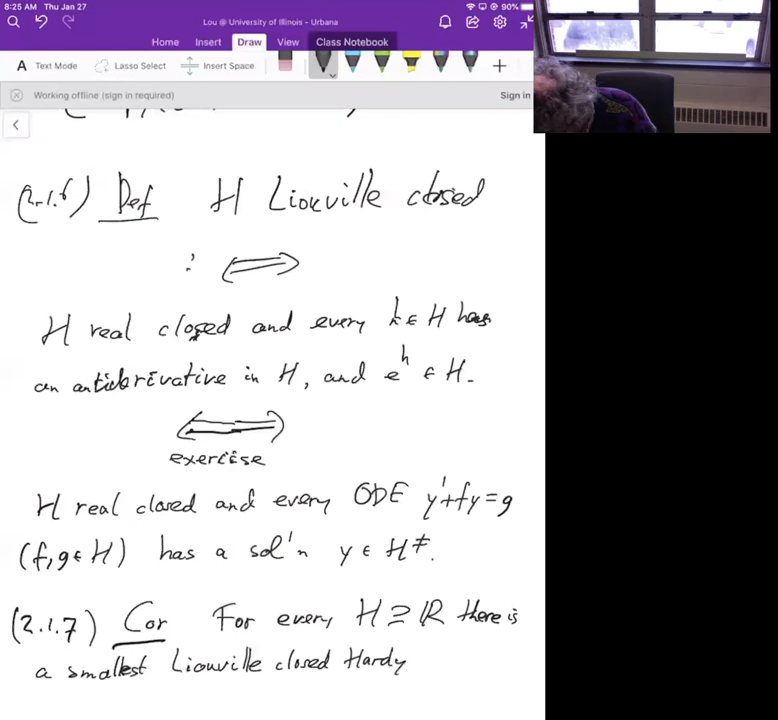 8:25 AM Thu Jan 27
90%
Lou @ University of Illinois - Urbana
Home Insert Draw View Class Notebook
A Text Mode Lasso Select Insert Space
Working offline (sign in required) Sign in
(2.1.6) Def H Liouville closed
:⟺
H real closed and every h ∈ H has
an antiderivative in H, and e^h ∈ H.
⟺
exercise
H real closed and every ODE y'+fy=g
(f,g ∈ H) has a sol'n y ∈ H^≠.
(2.1.7) Cor For every H ⊇ ℝ there is
a smallest Liouville closed Hardy